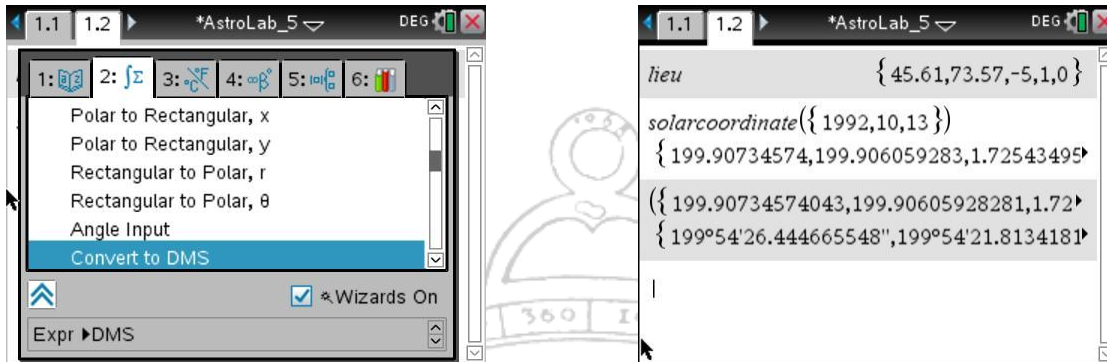 1.1 1.2 *AstroLab_5 DEG
1: 2: ∫Σ 3: °F °C 4: ∞β° 5: 6:
Polar to Rectangular, x
Polar to Rectangular, y
Rectangular to Polar, r
Rectangular to Polar, θ
Angle Input
Convert to DMS
Wizards On
Expr ▶DMS
360
1.1 1.2 *AstroLab_5 DEG
lieu {45.61,73.57,-5,1,0}
solarcoordinate({1992,10,13})
{199.90734574,199.906059283,1.72543495▸
({199.90734574043,199.90605928281,1.72▸
{199°54'26.444665548",199°54'21.8134181▸